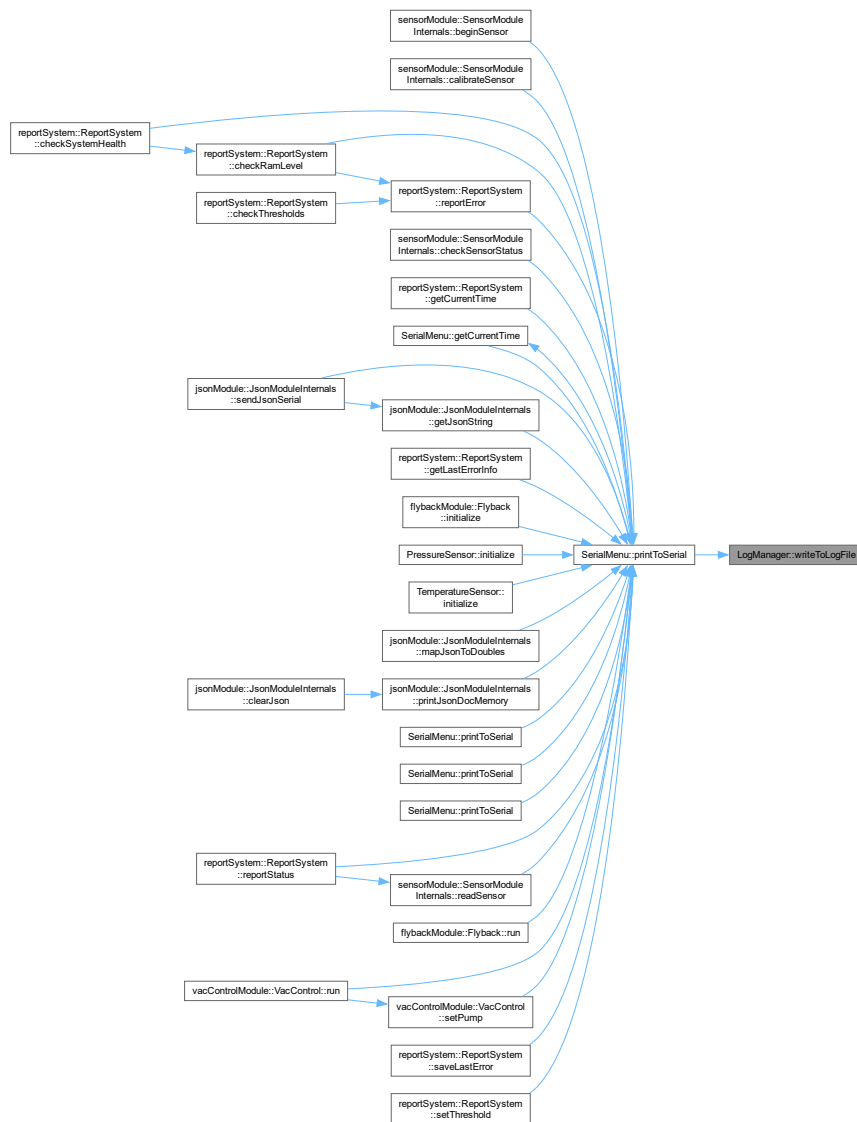 sensorModule::SensorModule
Internals::beginSensor
sensorModule::SensorModule
Internals::calibrateSensor
reportSystem::ReportSystem
::checkSystemHealth
reportSystem::ReportSystem
::checkRamLevel
reportSystem::ReportSystem
::reportError
reportSystem::ReportSystem
::checkThresholds
sensorModule::SensorModule
Internals::checkSensorStatus
reportSystem::ReportSystem
::getCurrentTime
SerialMenu::getCurrentTime
jsonModule::JsonModuleInternals
::sendJsonSerial
jsonModule::JsonModuleInternals
::getJsonString
reportSystem::ReportSystem
::getLastErrorInfo
flybackModule::Flyback
::initialize
PressureSensor::initialize
SerialMenu::printToSerial
LogManager::writeToLogFile
TemperatureSensor::
initialize
jsonModule::JsonModuleInternals
::mapJsonToDoubles
jsonModule::JsonModuleInternals
::clearJson
jsonModule::JsonModuleInternals
::printJsonDocMemory
SerialMenu::printToSerial
SerialMenu::printToSerial
SerialMenu::printToSerial
reportSystem::ReportSystem
::reportStatus
sensorModule::SensorModule
Internals::readSensor
flybackModule::Flyback::run
vacControlModule::VacControl::run
vacControlModule::VacControl
::setPump
reportSystem::ReportSystem
::saveLastError
reportSystem::ReportSystem
::setThreshold